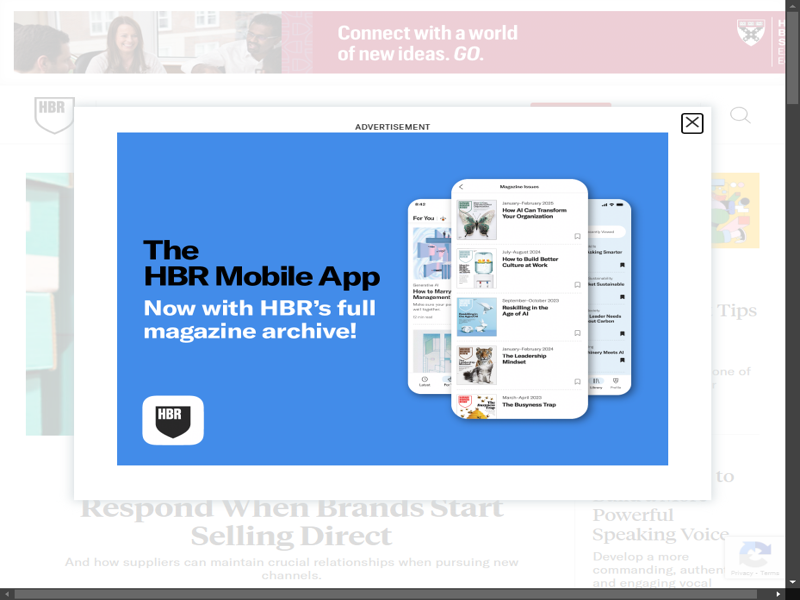 Connect with a world
of new ideas. GO.
HBR
ADVERTISEMENT
The
HBR Mobile App
Now with HBR's full
magazine archive!
HBR
8:42
For You
How to Marry
Management
Magazine Issues
January–February 2025
How AI Can Transform
Your Organization
July–August 2024
How to Build Better
Culture at Work
September–October 2023
Reskilling in the
Age of AI
January–February 2024
The Leadership
Mindset
March–April 2023
The Busyness Trap
Tips
one of
to
Powerful
Speaking Voice
Develop a more
commanding, authen
and engaging vocal
Respond When Brands Start
Selling Direct
And how suppliers can maintain crucial relationships when pursuing new
channels.
Privacy - Terms